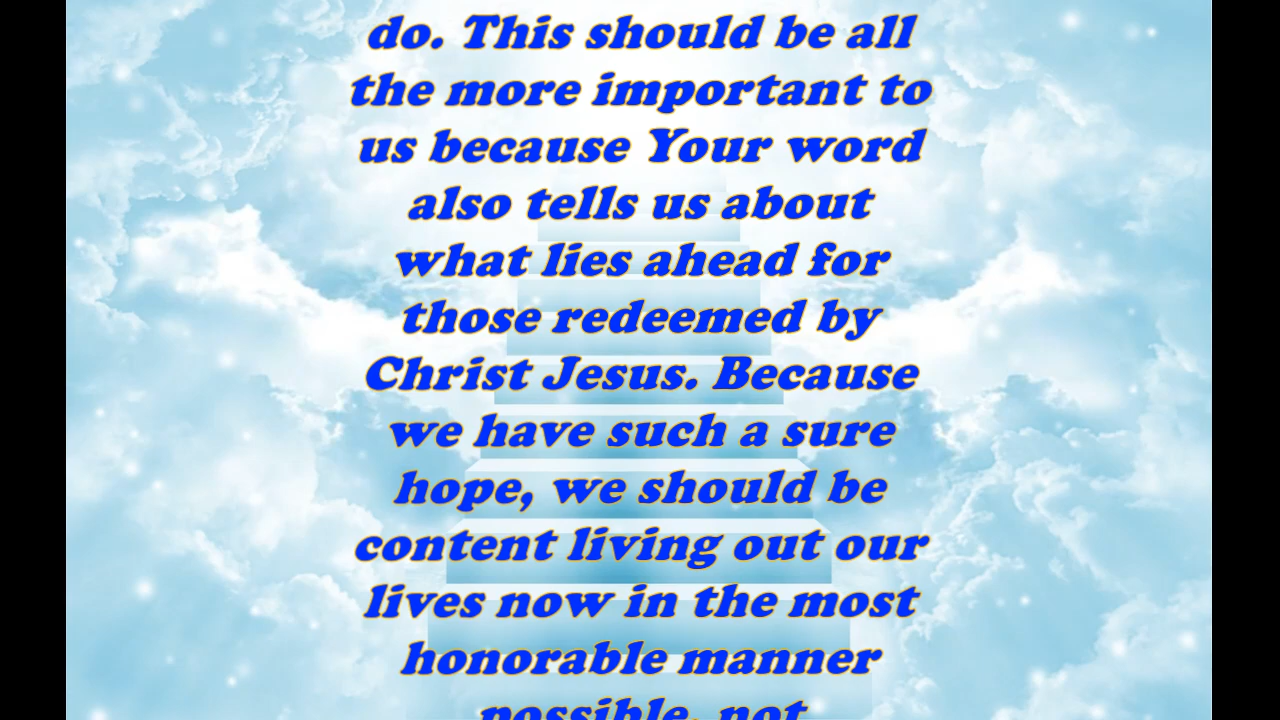 do. This should be all
the more important to
us because Your word
also tells us about
what lies ahead for
those redeemed by
Christ Jesus. Because
we have such a sure
hope, we should be
content living out our
lives now in the most
honorable manner
possible, not